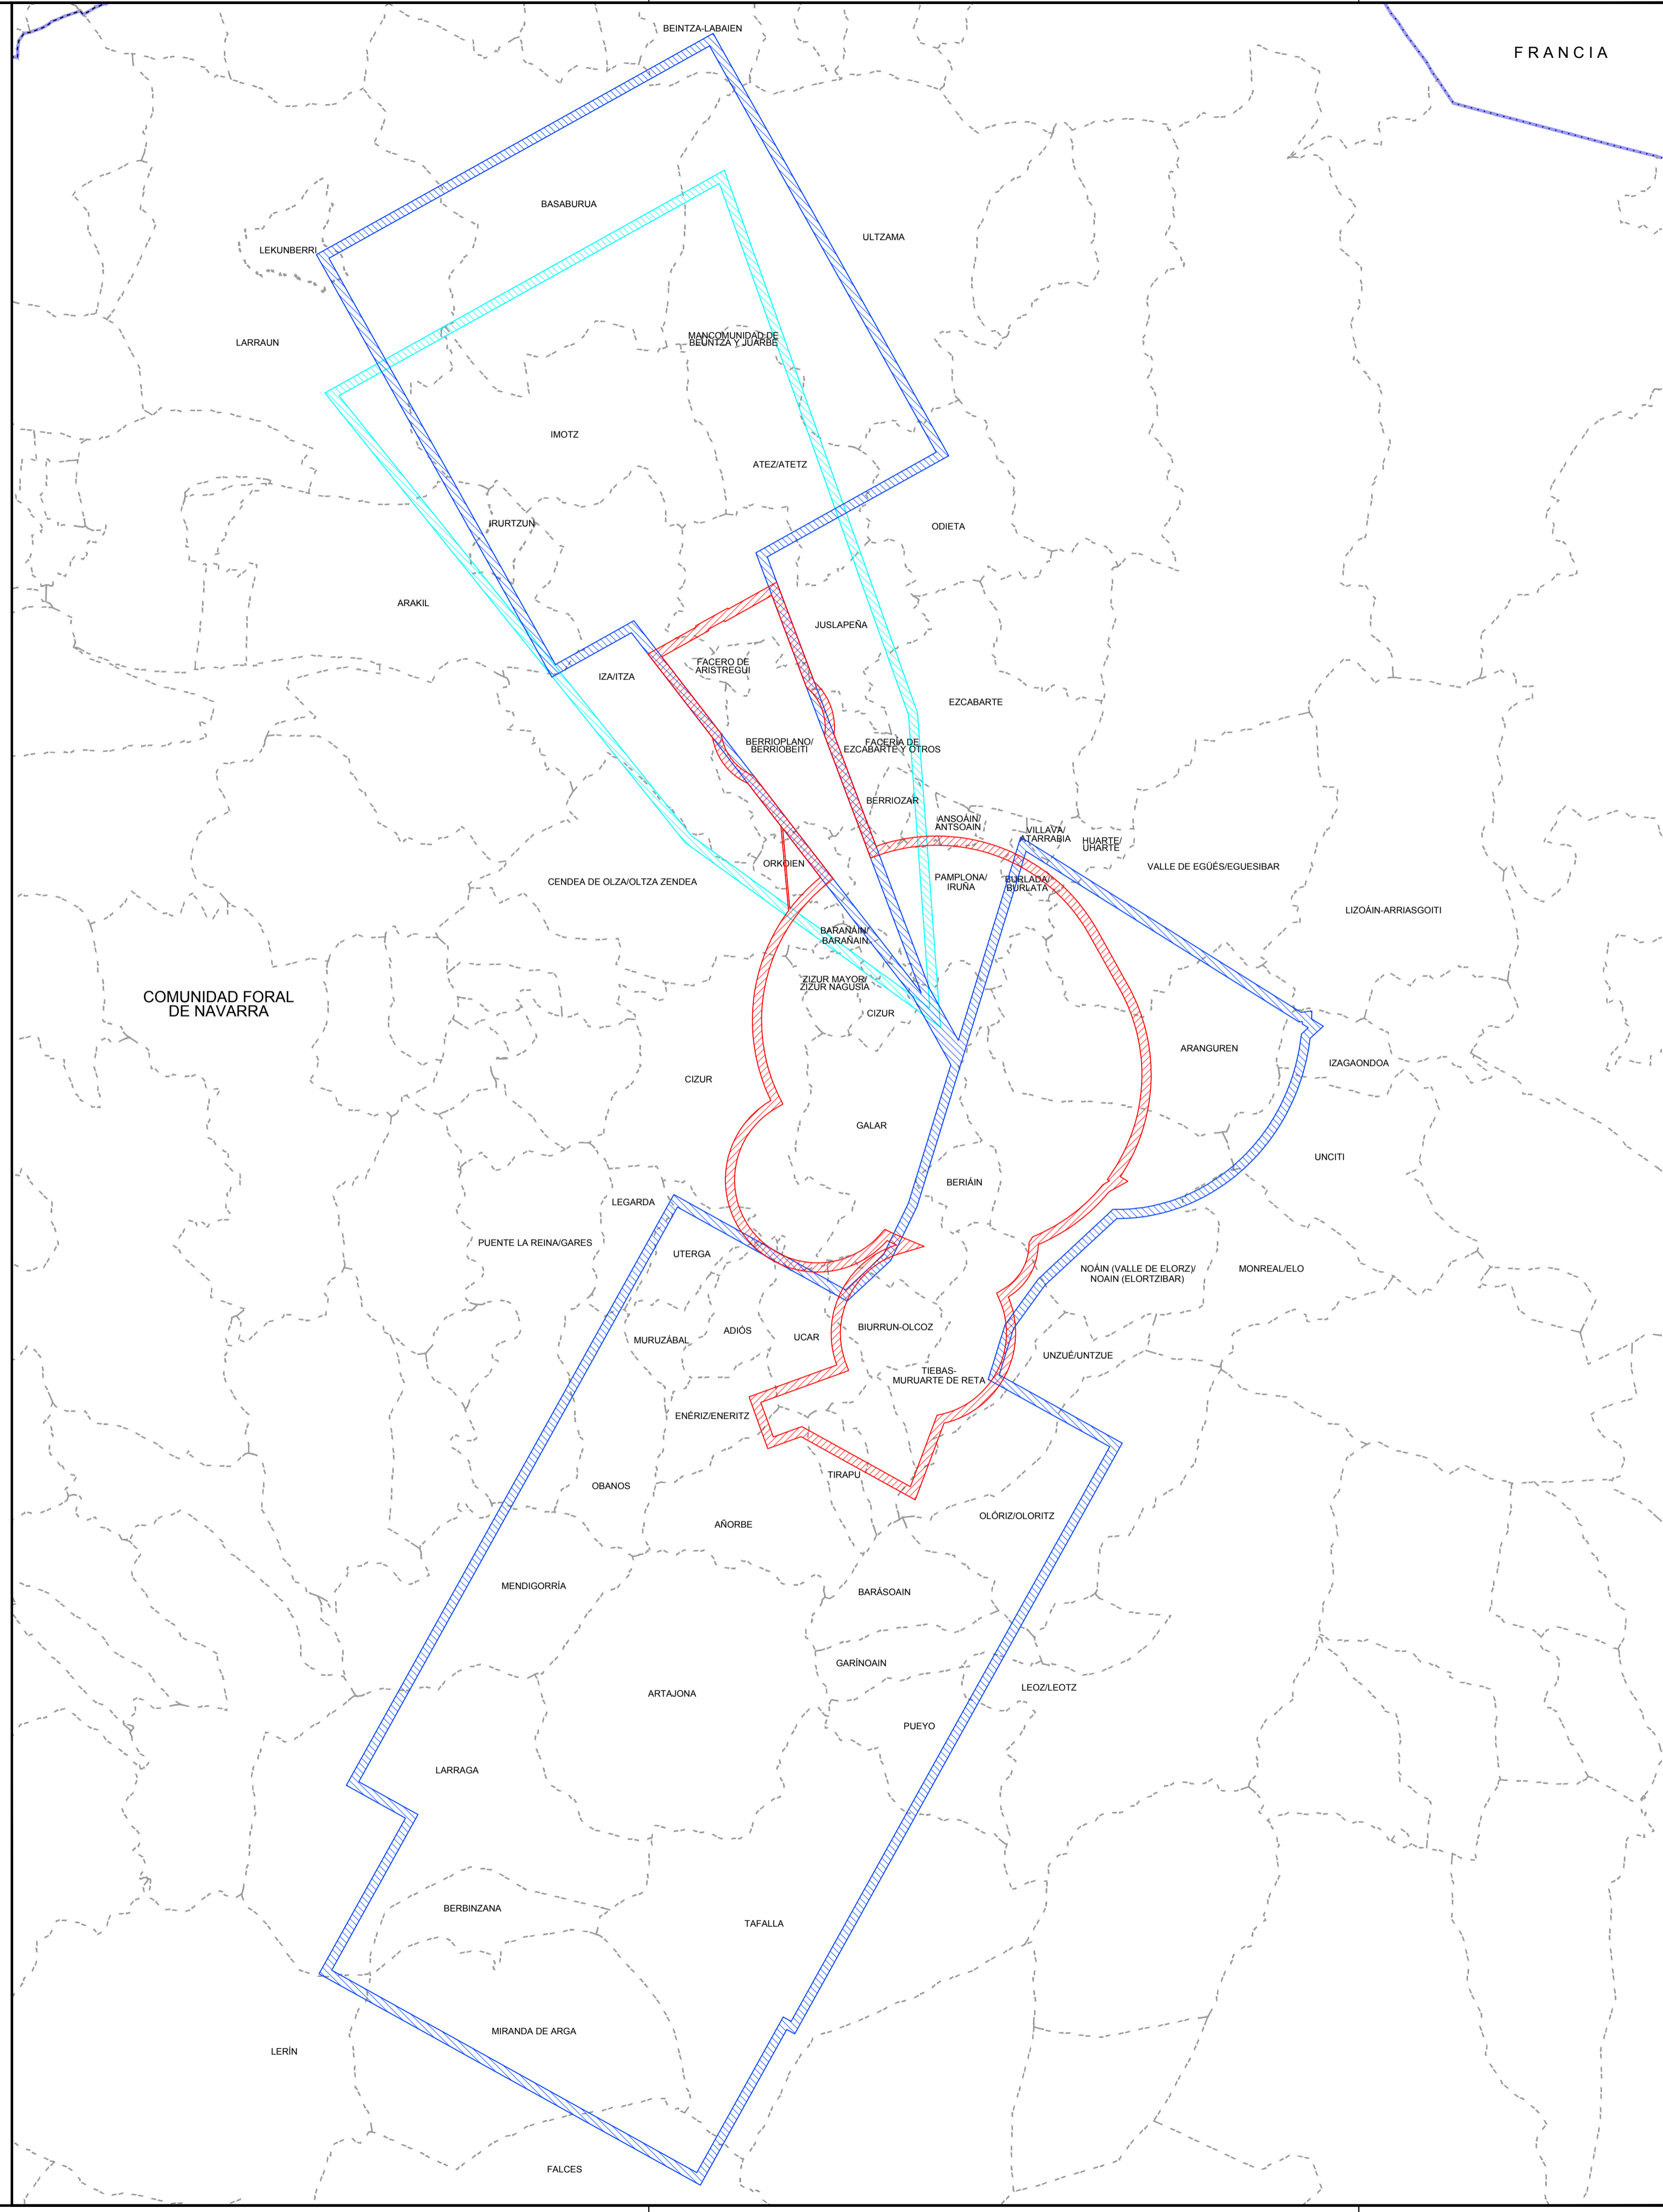 BEINTZA-LABAIEN
FRANCIA
BASABURUA
ULTZAMA
LEKUNBERRI
LARRAUN
MANCOMUNIDAD DE
BEUNTZA Y JUARBE
IMOTZ
ATEZ/ATETZ
IRURTZUN
ODIETA
ARAKIL
JUSLAPEÑA
FACERO DE
ARISTREGUI
IZA/ITZA
EZCABARTE
BERRIOPLANO/
BERRIOBEITI
FACERÍA DE
EZCABARTE Y OTROS
BERRIOZAR
ANSOÁIN/
ANTSOAIN
VILLAVA/
ATARRABIA
HUARTE/
UHARTE
ORKOIEN
VALLE DE EGÜÉS/EGUESIBAR
CENDEA DE OLZA/OLTZA ZENDEA
PAMPLONA/
IRUÑA
BURLADA/
BURLATA
LIZOÁIN-ARRIASGOITI
BARAÑÁIN/
BARAÑAIN
ZIZUR MAYOR/
ZIZUR NAGUSIA
COMUNIDAD FORAL
DE NAVARRA
CIZUR
ARANGUREN
IZAGAONDOA
CIZUR
GALAR
UNCITI
BERIÁIN
LEGARDA
PUENTE LA REINA/GARES
UTERGA
NOÁIN (VALLE DE ELORZ)/
NOAIN (ELORTZIBAR)
MONREAL/ELO
MURUZÁBAL
ADIÓS
UCAR
BIURRUN-OLCOZ
UNZUÉ/UNTZUE
TIEBAS-
MURUARTE DE RETA
ENÉRIZ/ENERITZ
TIRAPU
OBANOS
AÑORBE
OLÓRIZ/OLORITZ
MENDIGORRÍA
BARÁSOAIN
GARÍNOAIN
LEOZ/LEOTZ
ARTAJONA
PUEYO
LARRAGA
BERBINZANA
TAFALLA
MIRANDA DE ARGA
LERÍN
FALCES